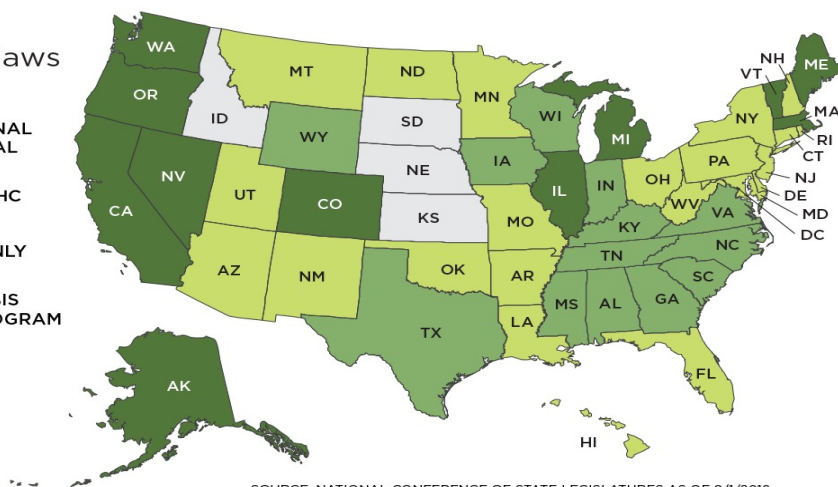 aws
NAL
AL
HC
NLY
IS
OGRAM
WA
OR
ID
MT
ND
MN
WY
SD
WI
MI
NV
CA
UT
CO
NE
IA
KS
IL
IN
OH
MO
KY
WV
VA
PA
NY
VT
NH
ME
MA
RI
CT
NJ
DE
MD
DC
AZ
NM
OK
AR
TN
NC
SC
TX
LA
MS
AL
GA
FL
AK
HI